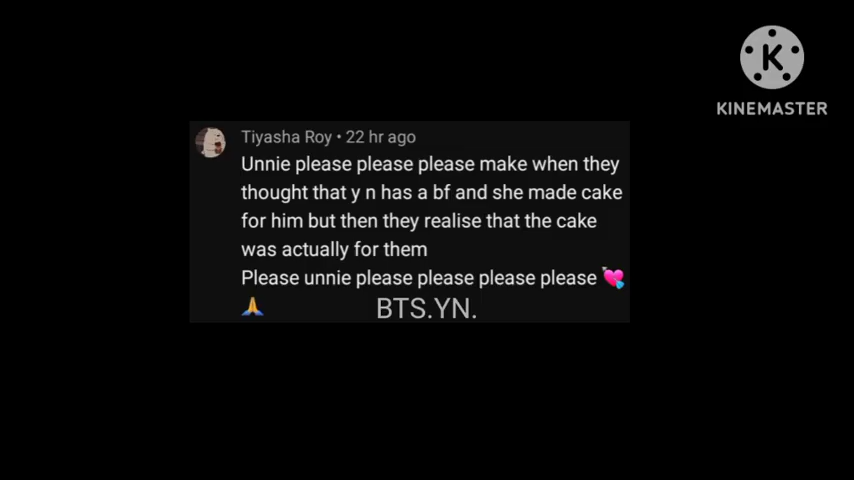 K
KINEMASTER
Tiyasha Roy • 22 hr ago
Unnie please please please make when they
thought that y n has a bf and she made cake
for him but then they realise that the cake
was actually for them
Please unnie please please please please 💘
🙏
BTS.YN.